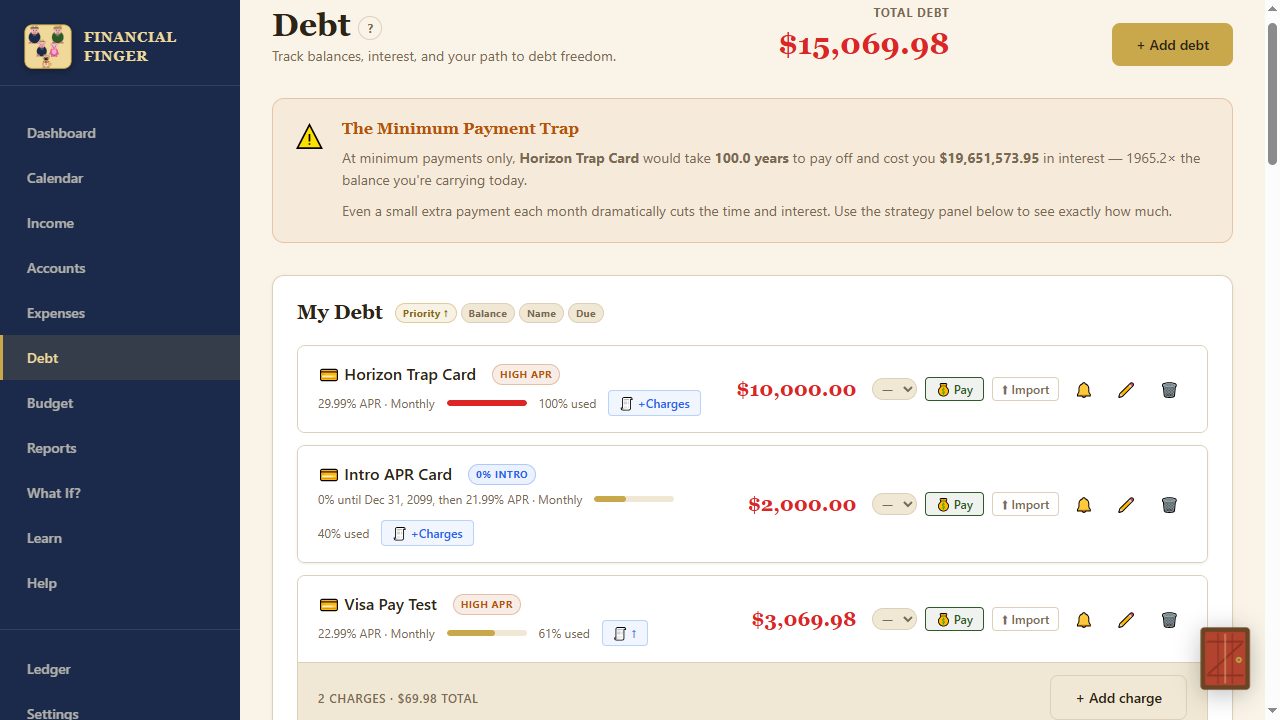 FINANCIAL
FINGER
Dashboard
Calendar
Income
Accounts
Expenses
Debt
Budget
Reports
What If?
Learn
Help
Ledger
Settings
Debt ?
Track balances, interest, and your path to debt freedom.
TOTAL DEBT
$15,069.98
+ Add debt
The Minimum Payment Trap
At minimum payments only, Horizon Trap Card would take 100.0 years to pay off and cost you $19,651,573.95 in interest — 1965.2× the
balance you're carrying today.
Even a small extra payment each month dramatically cuts the time and interest. Use the strategy panel below to see exactly how much.
My Debt Priority ↑ Balance Name Due
Horizon Trap Card HIGH APR
29.99% APR · Monthly 100% used +Charges
$10,000.00 — Pay ⬆ Import
Intro APR Card 0% INTRO
0% until Dec 31, 2099, then 21.99% APR · Monthly
40% used +Charges
$2,000.00 — Pay ⬆ Import
Visa Pay Test HIGH APR
22.99% APR · Monthly 61% used ↑
$3,069.98 — Pay ⬆ Import
2 CHARGES · $69.98 TOTAL
+ Add charge